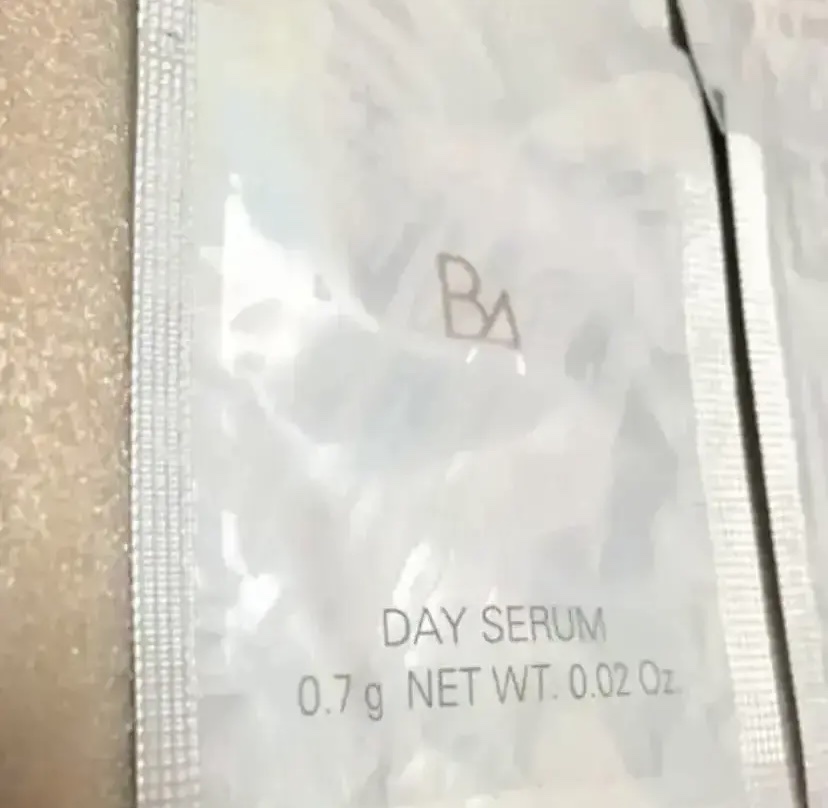 BA
DAY SERUM
0.7 g NET WT. 0.02 Oz.